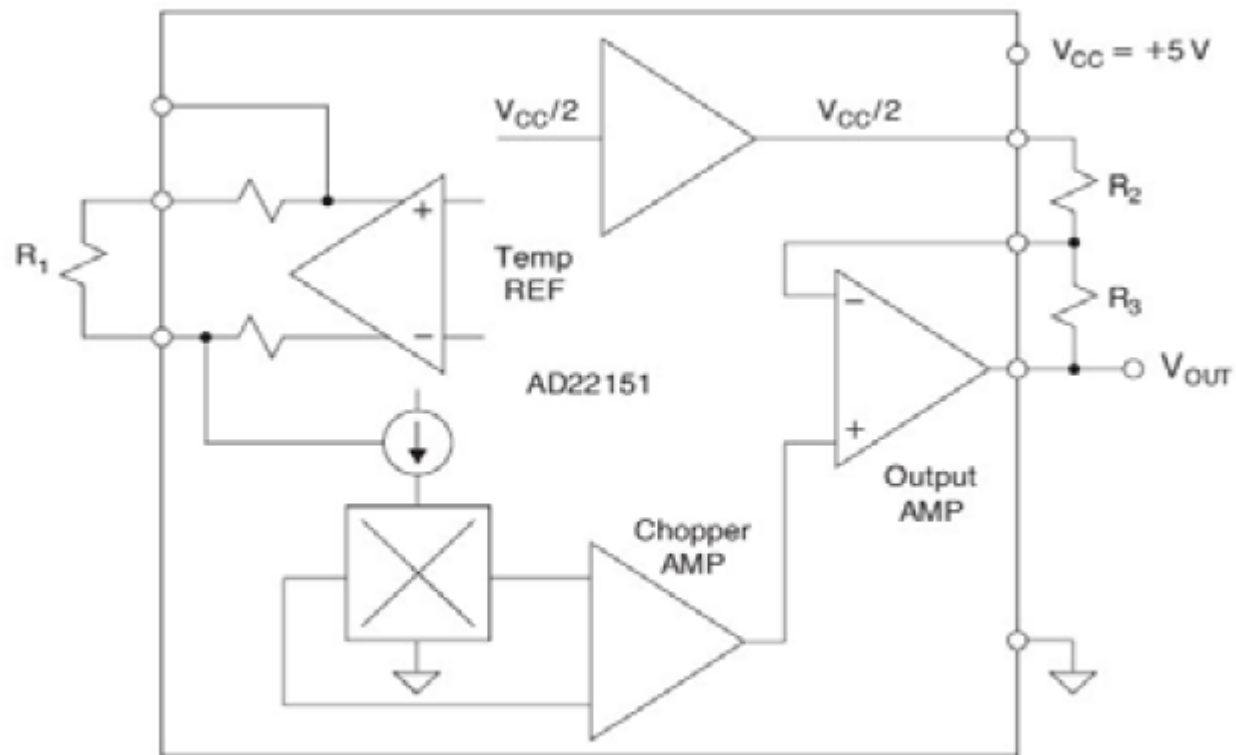 V_CC = +5 V
V_CC/2
V_CC/2
R_2
+
R_1
Temp
REF
−
R_3
−
AD22151
V_OUT
+
Output
AMP
Chopper
AMP